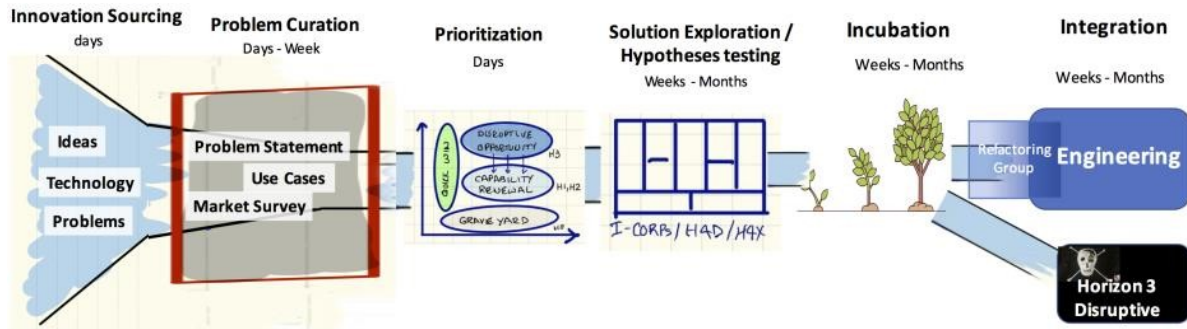 Innovation Sourcing
days
Ideas
Technology
Problems
Problem Curation
Days - Week
Problem Statement
Use Cases
Market Survey
Prioritization
Days
QUICK WIN
DISRUPTIVE
OPPORTUNITY
H3
CAPABILITY
RENEWAL
H1,H2
GRAVEYARD
Solution Exploration /
Hypotheses testing
Weeks - Months
I-CORPS/H4D/H4X
Incubation
Weeks - Months
Integration
Weeks - Months
Refactoring
Group
Engineering
Horizon 3
Disruptive